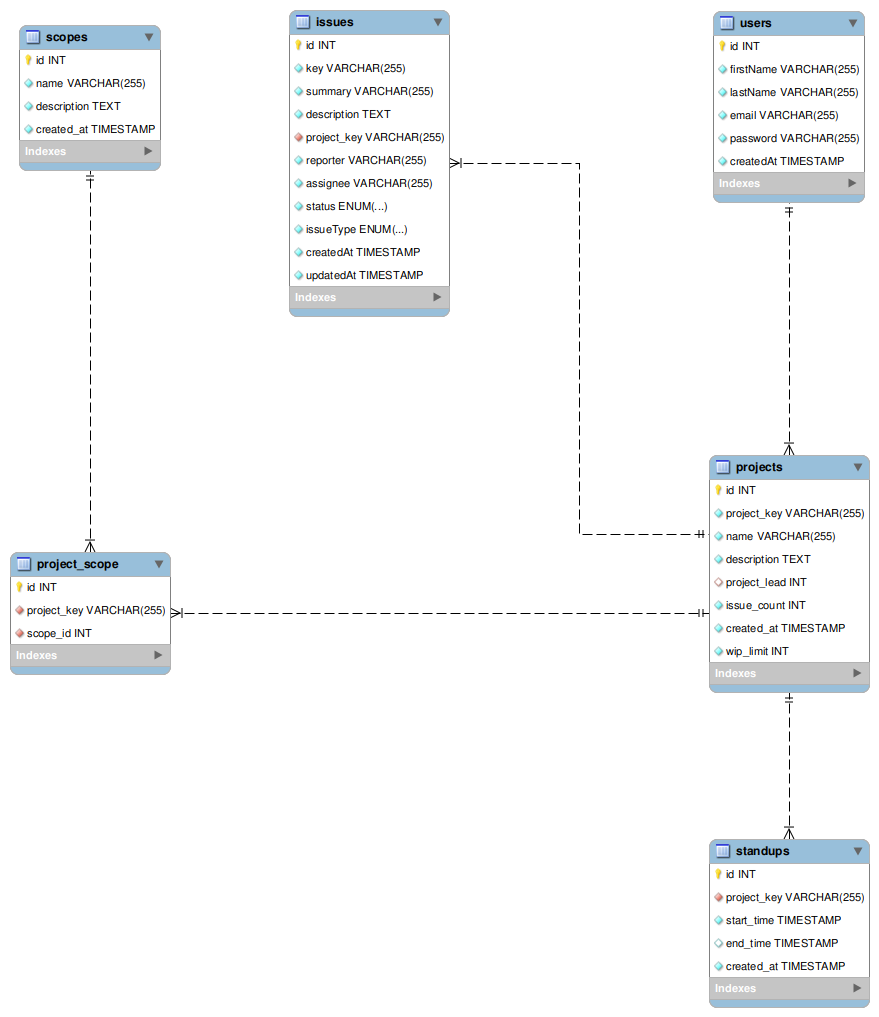 scopes
id INT
name VARCHAR(255)
description TEXT
created_at TIMESTAMP
Indexes
issues
id INT
key VARCHAR(255)
summary VARCHAR(255)
description TEXT
project_key VARCHAR(255)
reporter VARCHAR(255)
assignee VARCHAR(255)
status ENUM(...)
issueType ENUM(...)
createdAt TIMESTAMP
updatedAt TIMESTAMP
Indexes
users
id INT
firstName VARCHAR(255)
lastName VARCHAR(255)
email VARCHAR(255)
password VARCHAR(255)
createdAt TIMESTAMP
Indexes
project_scope
id INT
project_key VARCHAR(255)
scope_id INT
Indexes
projects
id INT
project_key VARCHAR(255)
name VARCHAR(255)
description TEXT
project_lead INT
issue_count INT
created_at TIMESTAMP
wip_limit INT
Indexes
standups
id INT
project_key VARCHAR(255)
start_time TIMESTAMP
end_time TIMESTAMP
created_at TIMESTAMP
Indexes